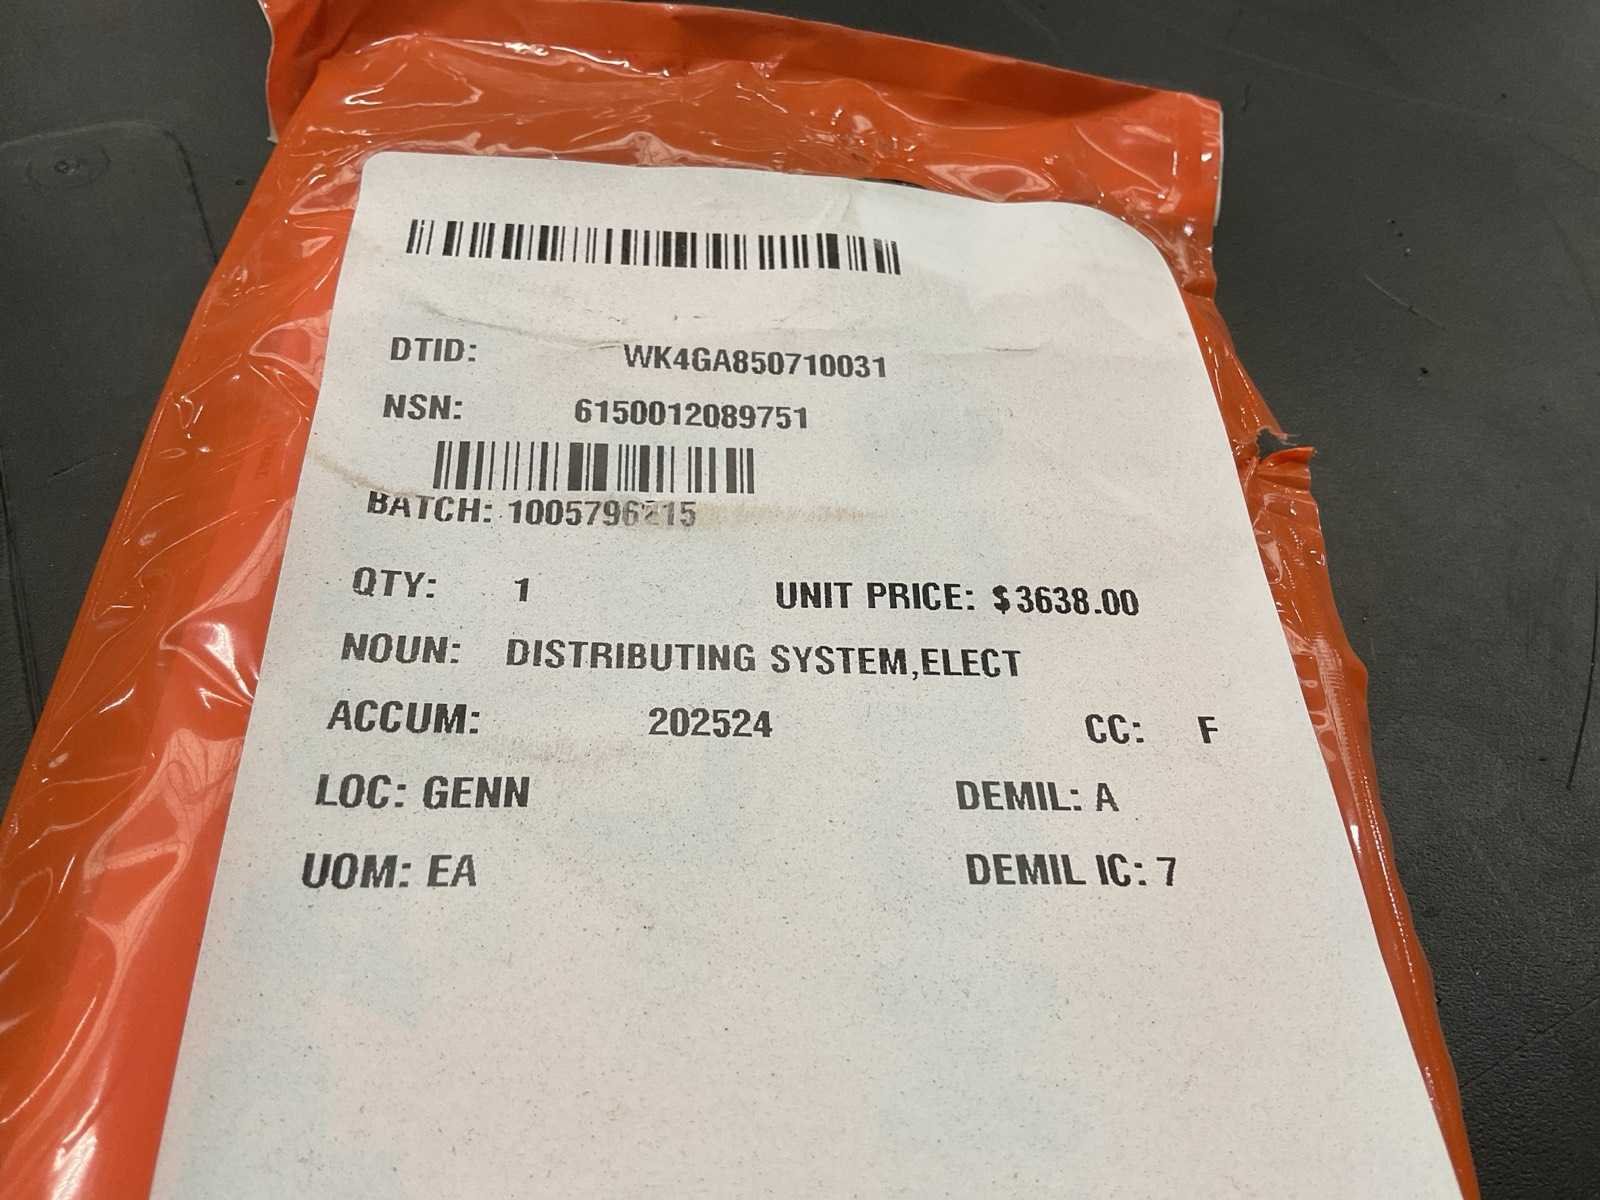 DTID: WK4GA850710031
NSN: 6150012089751
BATCH: 1005796215
QTY: 1 UNIT PRICE: $3638.00
NOUN: DISTRIBUTING SYSTEM,ELECT
ACCUM: 202524 CC: F
LOC: GENN DEMIL: A
UOM: EA DEMIL IC: 7